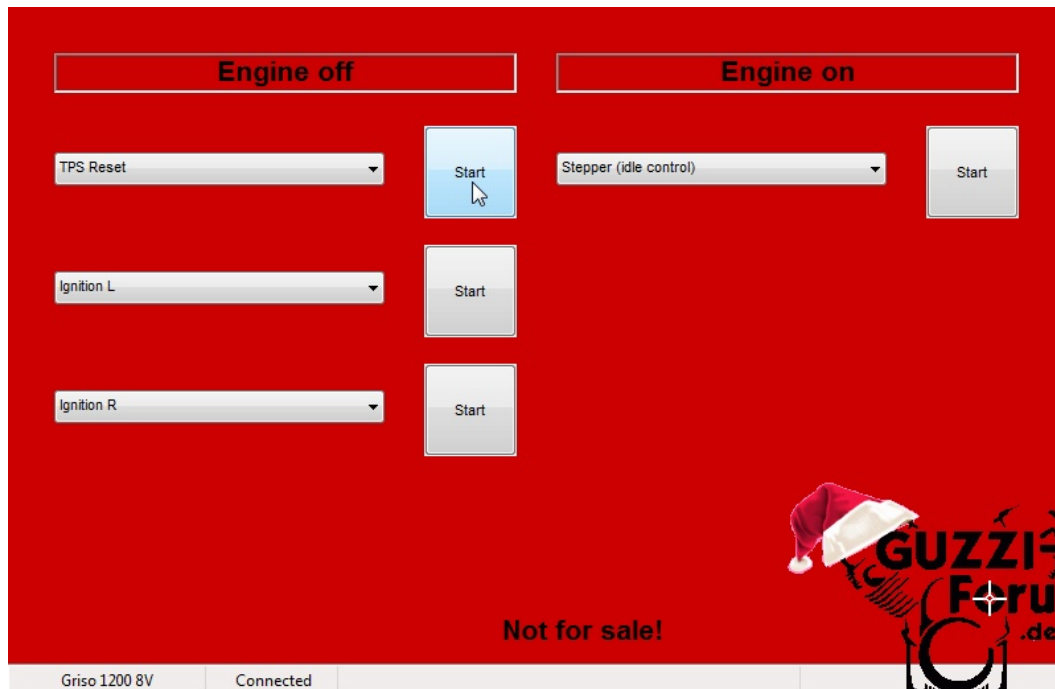 Engine off
Engine on
TPS Reset
Start
Stepper (idle control)
Start
Ignition L
Start
Ignition R
Start
GUZZI-
Foru
.de
Not for sale!
Griso 1200 8V
Connected